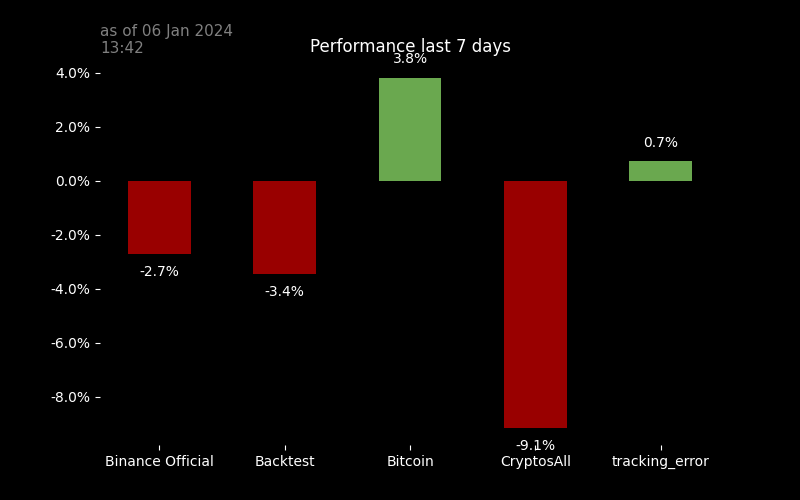 as of 06 Jan 2024
13:42
Performance last 7 days
4.0%
2.0%
0.0%
-2.0%
-4.0%
-6.0%
-8.0%
-2.7%
-3.4%
3.8%
-9.1%
0.7%
Binance Official
Backtest
Bitcoin
CryptosAll
tracking_error